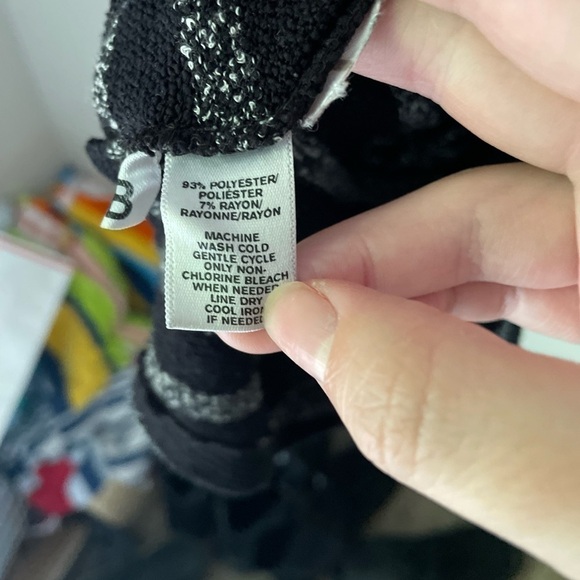 B
93% POLYESTER/
POLIÉSTER
7% RAYON/
RAYONNE/RAYÓN
MACHINE
WASH COLD
GENTLE CYCLE
ONLY NON-
CHLORINE BLEACH
WHEN NEEDED
LINE DRY
COOL IRON
IF NEEDED